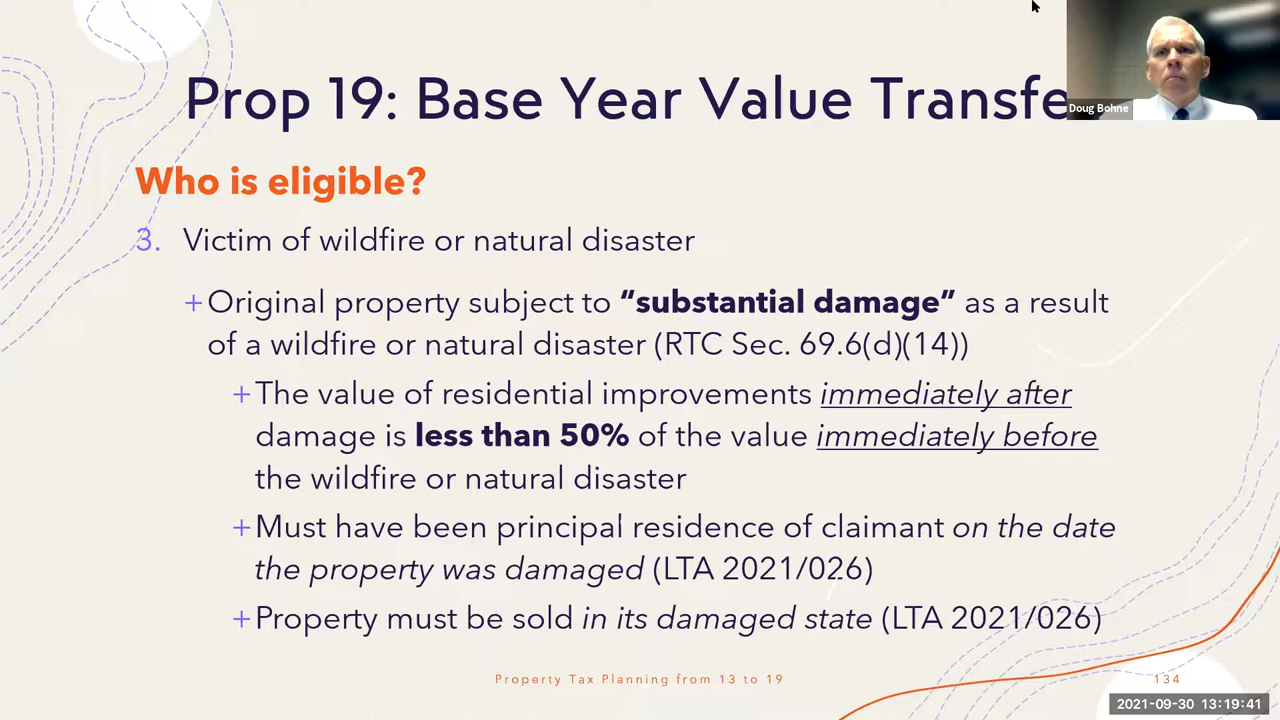 Prop 19: Base Year Value Transfe
Doug Bohne
Who is eligible?
3. Victim of wildfire or natural disaster
+Original property subject to “substantial damage” as a result
of a wildfire or natural disaster (RTC Sec. 69.6(d)(14))
+The value of residential improvements immediately after
damage is less than 50% of the value immediately before
the wildfire or natural disaster
+Must have been principal residence of claimant on the date
the property was damaged (LTA 2021/026)
+Property must be sold in its damaged state (LTA 2021/026)
Property Tax Planning from 13 to 19
134
2021-09-30 13:19:41